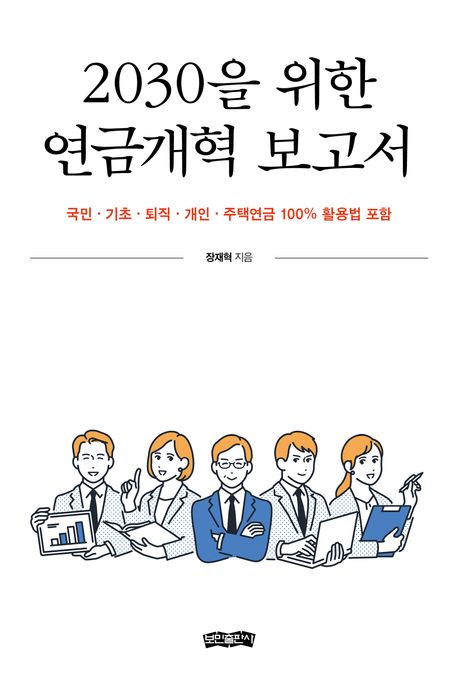 2030을 위한
연금개혁 보고서
국민 · 기초 · 퇴직 · 개인 · 주택연금 100% 활용법 포함
장재혁 지음
보민출판사